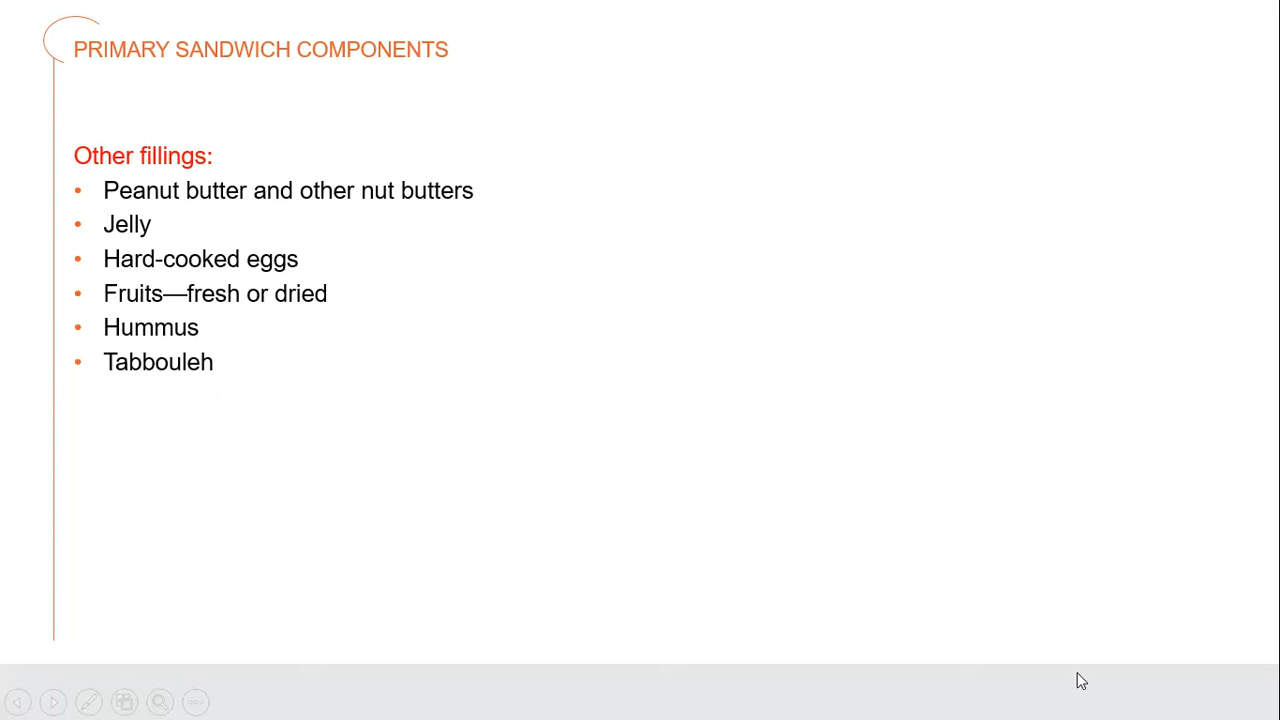 PRIMARY SANDWICH COMPONENTS
Other fillings:
• Peanut butter and other nut butters
• Jelly
• Hard-cooked eggs
• Fruits—fresh or dried
• Hummus
• Tabbouleh